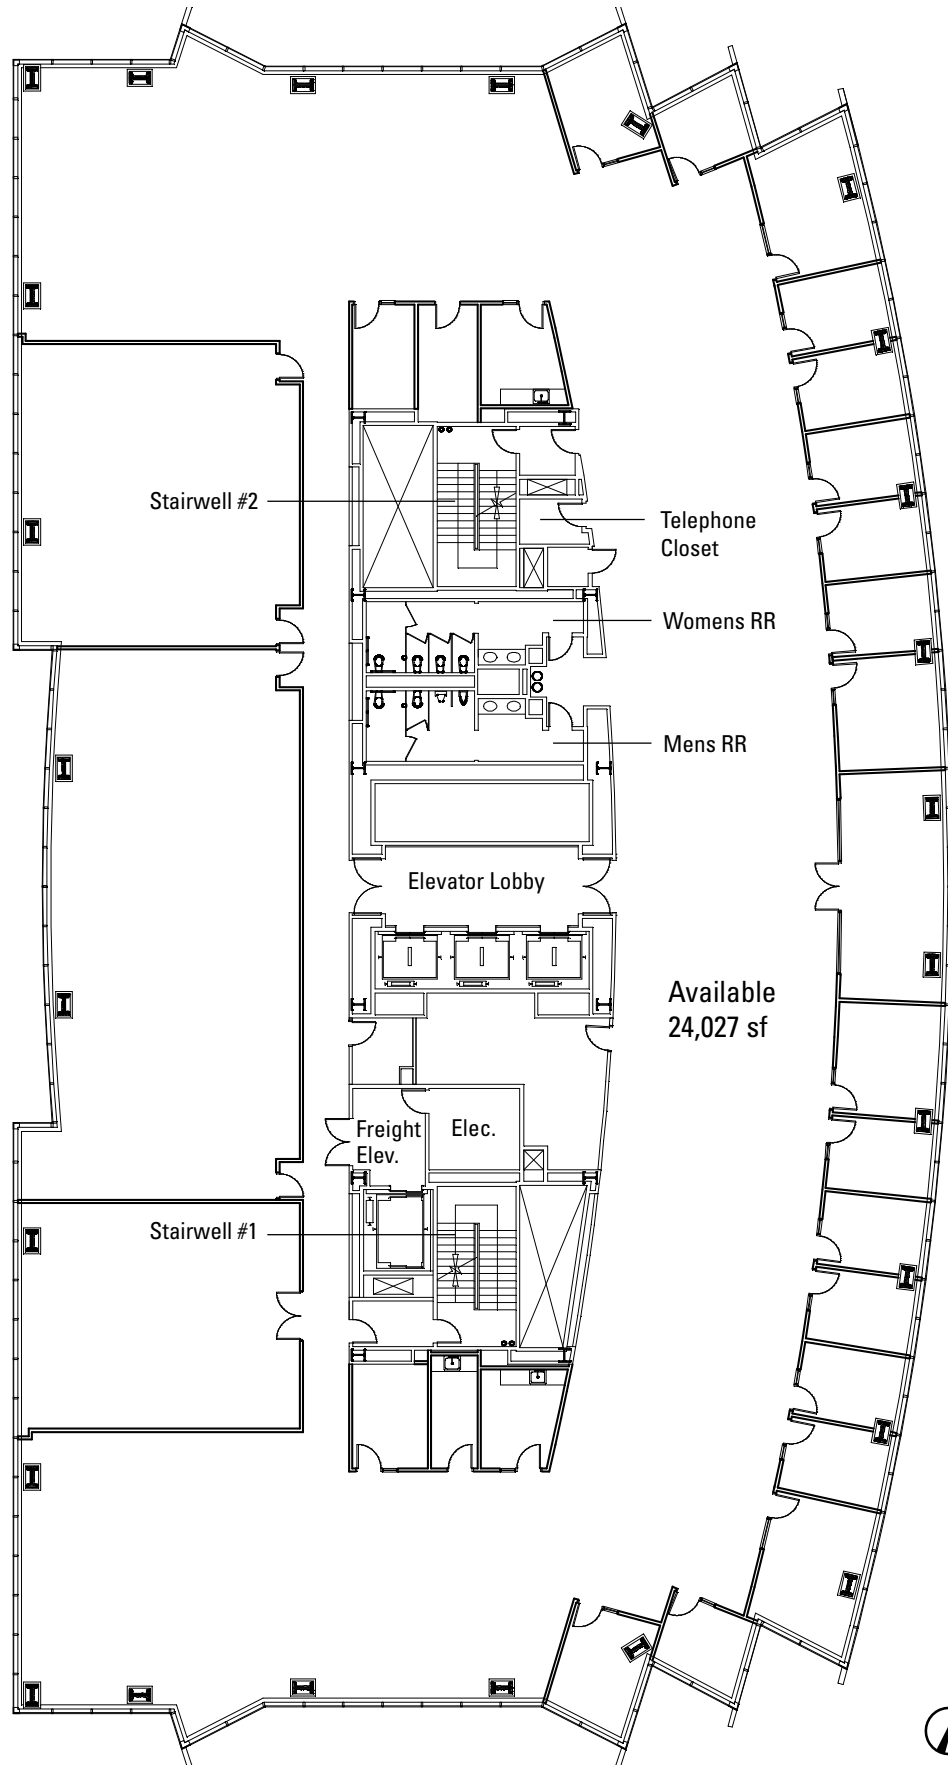 Stairwell #2
Telephone
Closet
Womens RR
Mens RR
Elevator Lobby
Available
24,027 sf
Freight
Elev.
Elec.
Stairwell #1